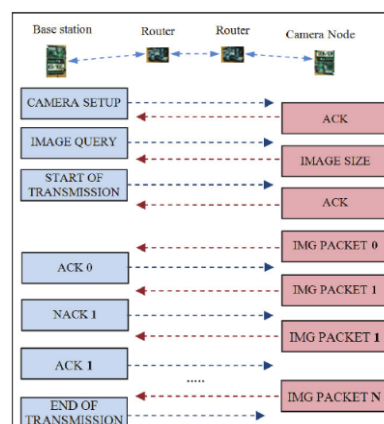 Base station
Router
Router
Camera Node
CAMERA SETUP
ACK
IMAGE QUERY
IMAGE SIZE
START OF
TRANSMISSION
ACK
IMG PACKET 0
ACK 0
IMG PACKET 1
NACK 1
IMG PACKET 1
ACK 1
.....
IMG PACKET N
END OF
TRANSMISSION